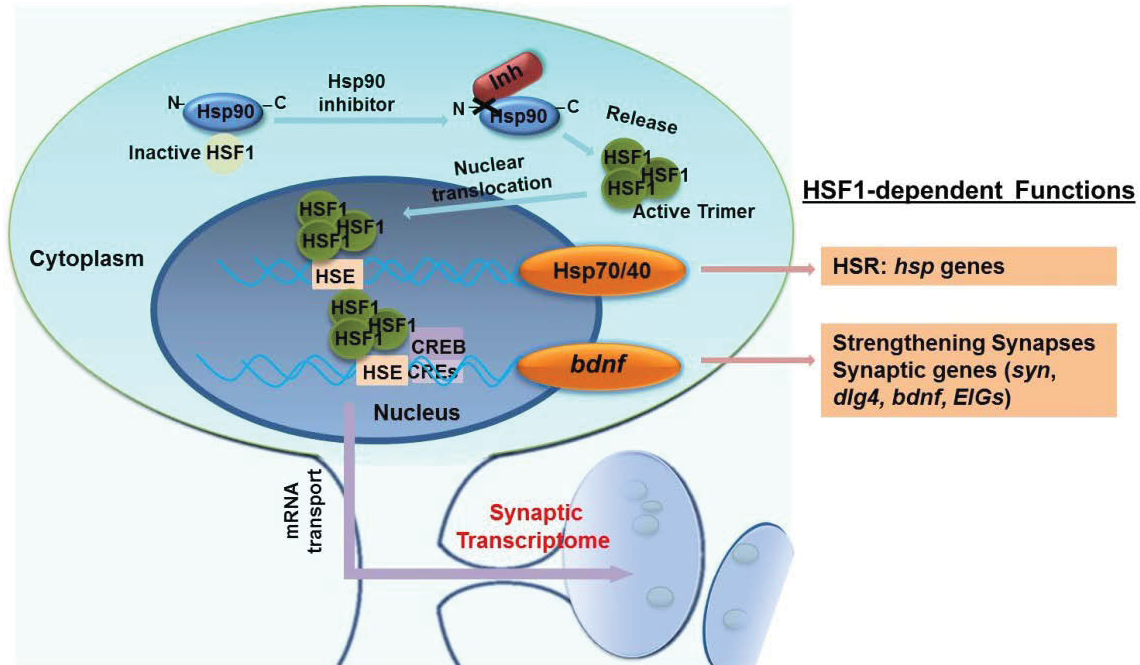 Hsp90
inhibitor
N
Hsp90
C
Inactive HSF1
Inh
N
Hsp90
C
Release
HSF1
HSF1
HSF1
Active Trimer
Nuclear
translocation
HSF1-dependent Functions
Cytoplasm
HSF1
HSF1
HSF1
HSE
Hsp70/40
HSR: hsp genes
HSF1
HSF1
HSF1
CREB
HSE
CREs
bdnf
Strengthening Synapses
Synaptic genes (syn,
dlg4, bdnf, EIGs)
Nucleus
mRNA
transport
Synaptic
Transcriptome